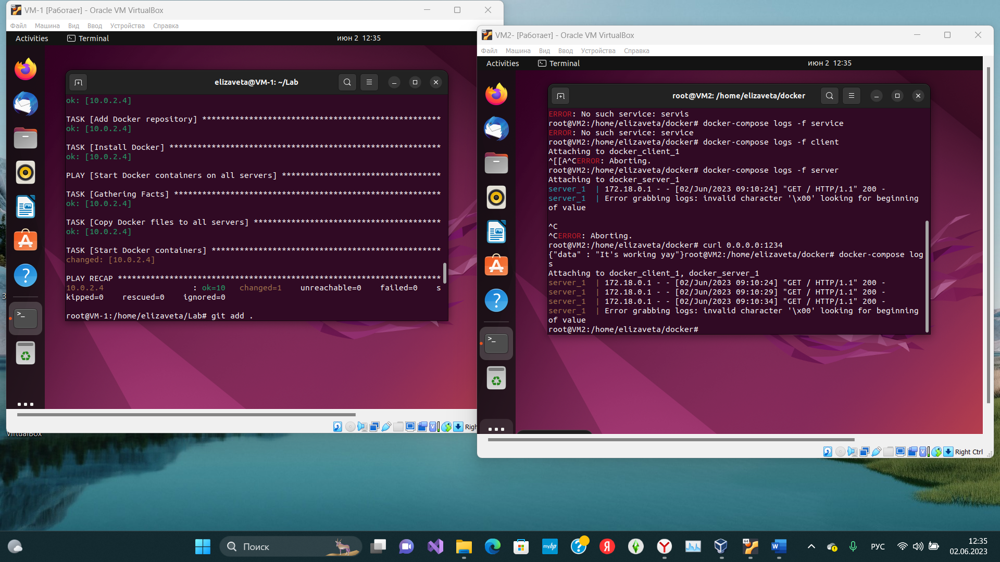 VM-1 [Работает] - Oracle VM VirtualBox
Файл Машина Вид Ввод Устройства Справка
Activities Terminal июн 2 12:35
elizaveta@VM-1: ~/Lab
ok: [10.0.2.4]
TASK [Add Docker repository] ***************************************************
ok: [10.0.2.4]
TASK [Install Docker] **********************************************************
ok: [10.0.2.4]
PLAY [Start Docker containers on all servers] **********************************
TASK [Gathering Facts] *********************************************************
ok: [10.0.2.4]
TASK [Copy Docker files to all servers] ****************************************
ok: [10.0.2.4]
TASK [Start Docker containers] *************************************************
changed: [10.0.2.4]
PLAY RECAP *********************************************************************
10.0.2.4 : ok=10 changed=1 unreachable=0 failed=0 s
kipped=0 rescued=0 ignored=0
root@VM-1:/home/elizaveta/Lab# git add .
Righ
VirtualBox
3
VM2- [Работает] - Oracle VM VirtualBox
Файл Машина Вид Ввод Устройства Справка
Activities Terminal июн 2 12:35
root@VM2: /home/elizaveta/docker
ERROR: No such service: servis
root@VM2:/home/elizaveta/docker# docker-compose logs -f service
ERROR: No such service: service
root@VM2:/home/elizaveta/docker# docker-compose logs -f client
Attaching to docker_client_1
^[[A^CERROR: Aborting.
root@VM2:/home/elizaveta/docker# docker-compose logs -f server
Attaching to docker_server_1
server_1 | 172.18.0.1 - - [02/Jun/2023 09:10:24] "GET / HTTP/1.1" 200 -
server_1 | Error grabbing logs: invalid character '\x00' looking for beginning
of value
^C
^CERROR: Aborting.
root@VM2:/home/elizaveta/docker# curl 0.0.0.0:1234
{"data" : "It's working yay"}root@VM2:/home/elizaveta/docker# docker-compose log
s
Attaching to docker_client_1, docker_server_1
server_1 | 172.18.0.1 - - [02/Jun/2023 09:10:24] "GET / HTTP/1.1" 200 -
server_1 | 172.18.0.1 - - [02/Jun/2023 09:10:29] "GET / HTTP/1.1" 200 -
server_1 | 172.18.0.1 - - [02/Jun/2023 09:10:34] "GET / HTTP/1.1" 200 -
server_1 | Error grabbing logs: invalid character '\x00' looking for beginning
of value
root@VM2:/home/elizaveta/docker#
Right Ctrl
Поиск
myhp
Я
64
РУС
12:35
02.06.2023